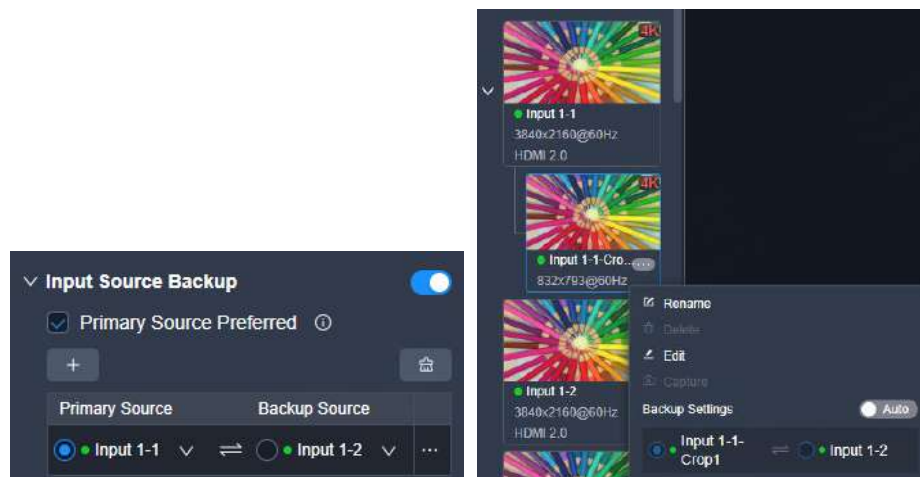 Input Source Backup
Primary Source Preferred
+
Primary Source Backup Source
Input 1-1 Input 1-2 ...
4K
Input 1-1
3840x2160@60Hz
HDMI 2.0
4K
Input 1-1-Cro...
832x793@60Hz
Input 1-2
3840x2160@60Hz
HDMI 2.0
Rename
Delete
Edit
Capture
Backup Settings Auto
Input 1-1-
Crop1
Input 1-2